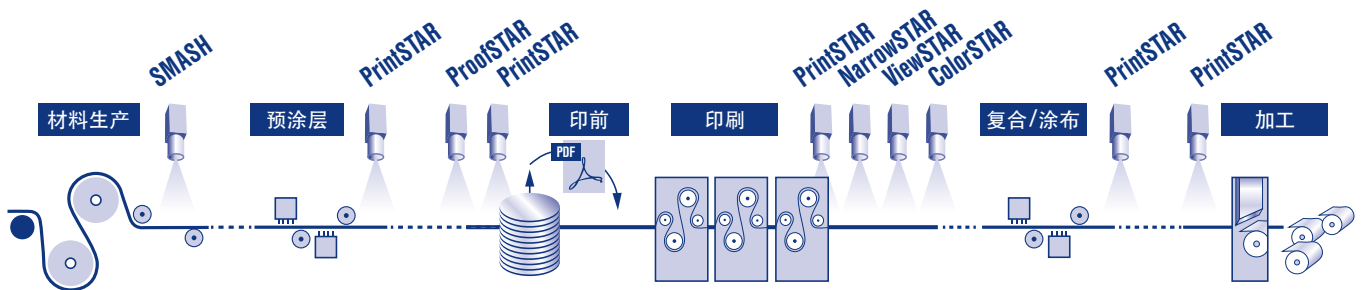 SMASH
PrintSTAR
ProofSTAR
PrintSTAR
PrintSTAR
NarrowSTAR
ViewSTAR
ColorSTAR
PrintSTAR
PrintSTAR
材料生产
预涂层
印前
印刷
复合/涂布
加工
PDF